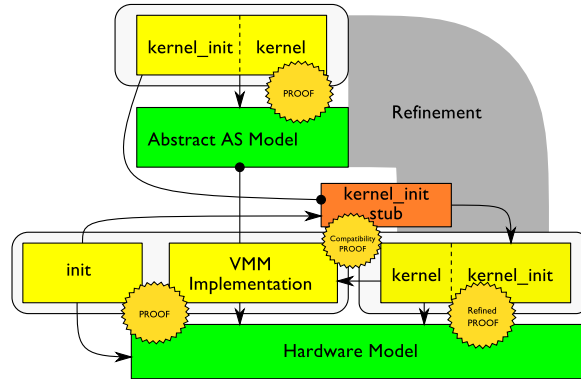 kernel_init kernel
PROOF
Refinement
Abstract AS Model
kernel_init
stub
Compatibility
PROOF
init
VMM
Implementation
kernel kernel_init
PROOF
Refined
PROOF
Hardware Model